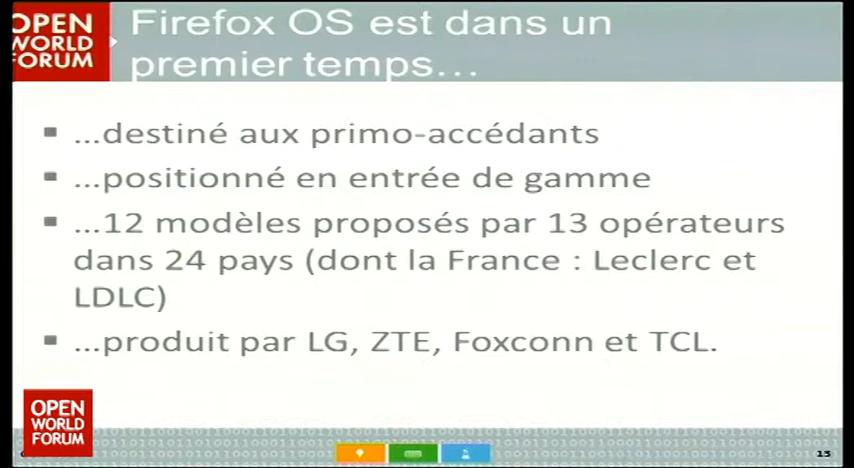 OPEN
WORLD
FORUM
Firefox OS est dans un
premier temps…
...destiné aux primo-accédants
...positionné en entrée de gamme
...12 modèles proposés par 13 opérateurs
dans 24 pays (dont la France : Leclerc et
LDLC)
...produit par LG, ZTE, Foxconn et TCL.
OPEN
WORLD
FORUM
13